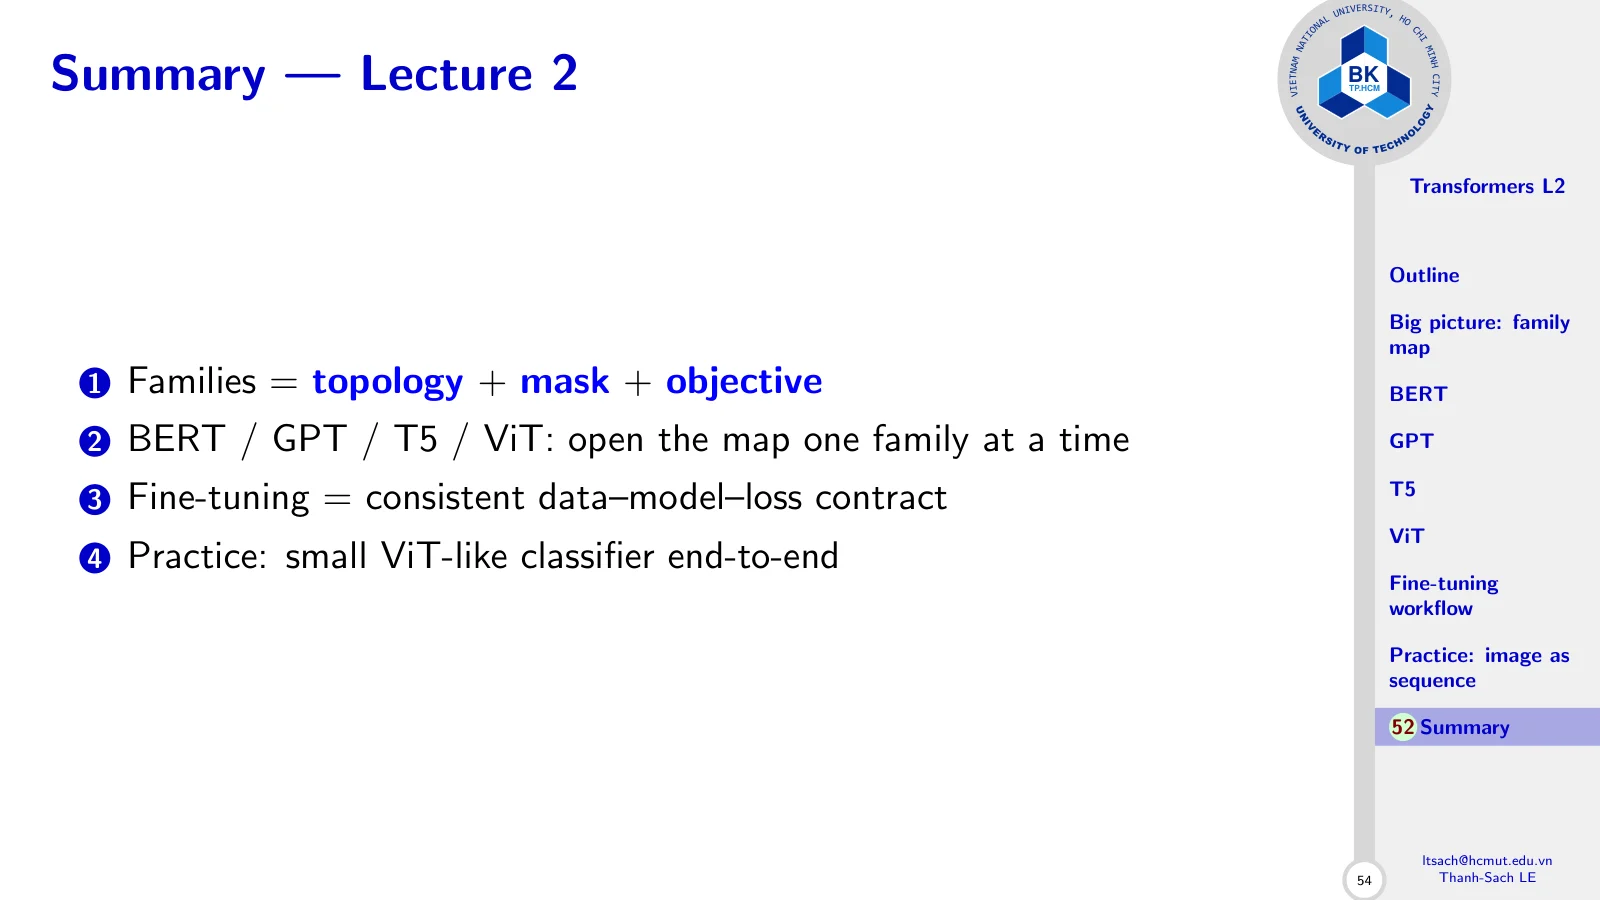 Summary — Lecture 2
1 Families = topology + mask + objective
2 BERT / GPT / T5 / ViT: open the map one family at a time
3 Fine-tuning = consistent data–model–loss contract
4 Practice: small ViT-like classifier end-to-end
VIETNAM NATIONAL UNIVERSITY, HO CHI MINH CITY
BK
TP.HCM
UNIVERSITY OF TECHNOLOGY
Transformers L2
Outline
Big picture: family
map
BERT
GPT
T5
ViT
Fine-tuning
workflow
Practice: image as
sequence
52 Summary
ltsach@hcmut.edu.vn
Thanh-Sach LE
54